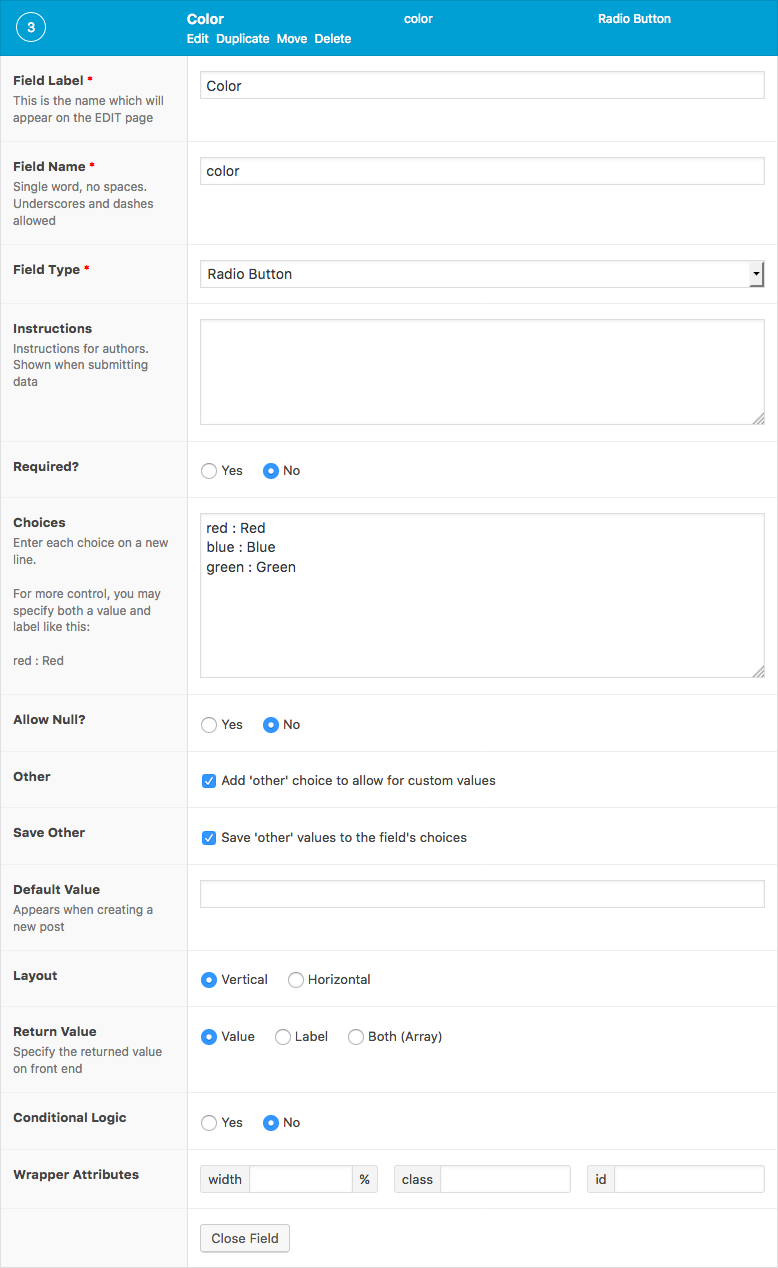 3
Color
color
Radio Button
Edit Duplicate Move Delete
Field Label *
This is the name which will
appear on the EDIT page
Color
Field Name *
Single word, no spaces.
Underscores and dashes
allowed
color
Field Type *
Radio Button
Instructions
Instructions for authors.
Shown when submitting
data
Required?
Yes No
Choices
Enter each choice on a new
line.
For more control, you may
specify both a value and
label like this:
red : Red
red : Red
blue : Blue
green : Green
Allow Null?
Yes No
Other
Add 'other' choice to allow for custom values
Save Other
Save 'other' values to the field's choices
Default Value
Appears when creating a
new post
Layout
Vertical Horizontal
Return Value
Specify the returned value
on front end
Value Label Both (Array)
Conditional Logic
Yes No
Wrapper Attributes
width % class id
Close Field